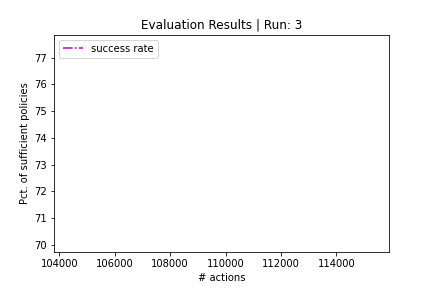 Evaluation Results | Run: 3
success rate
Pct. of sufficient policies
77
76
75
74
73
72
71
70
104000 106000 108000 110000 112000 114000
# actions